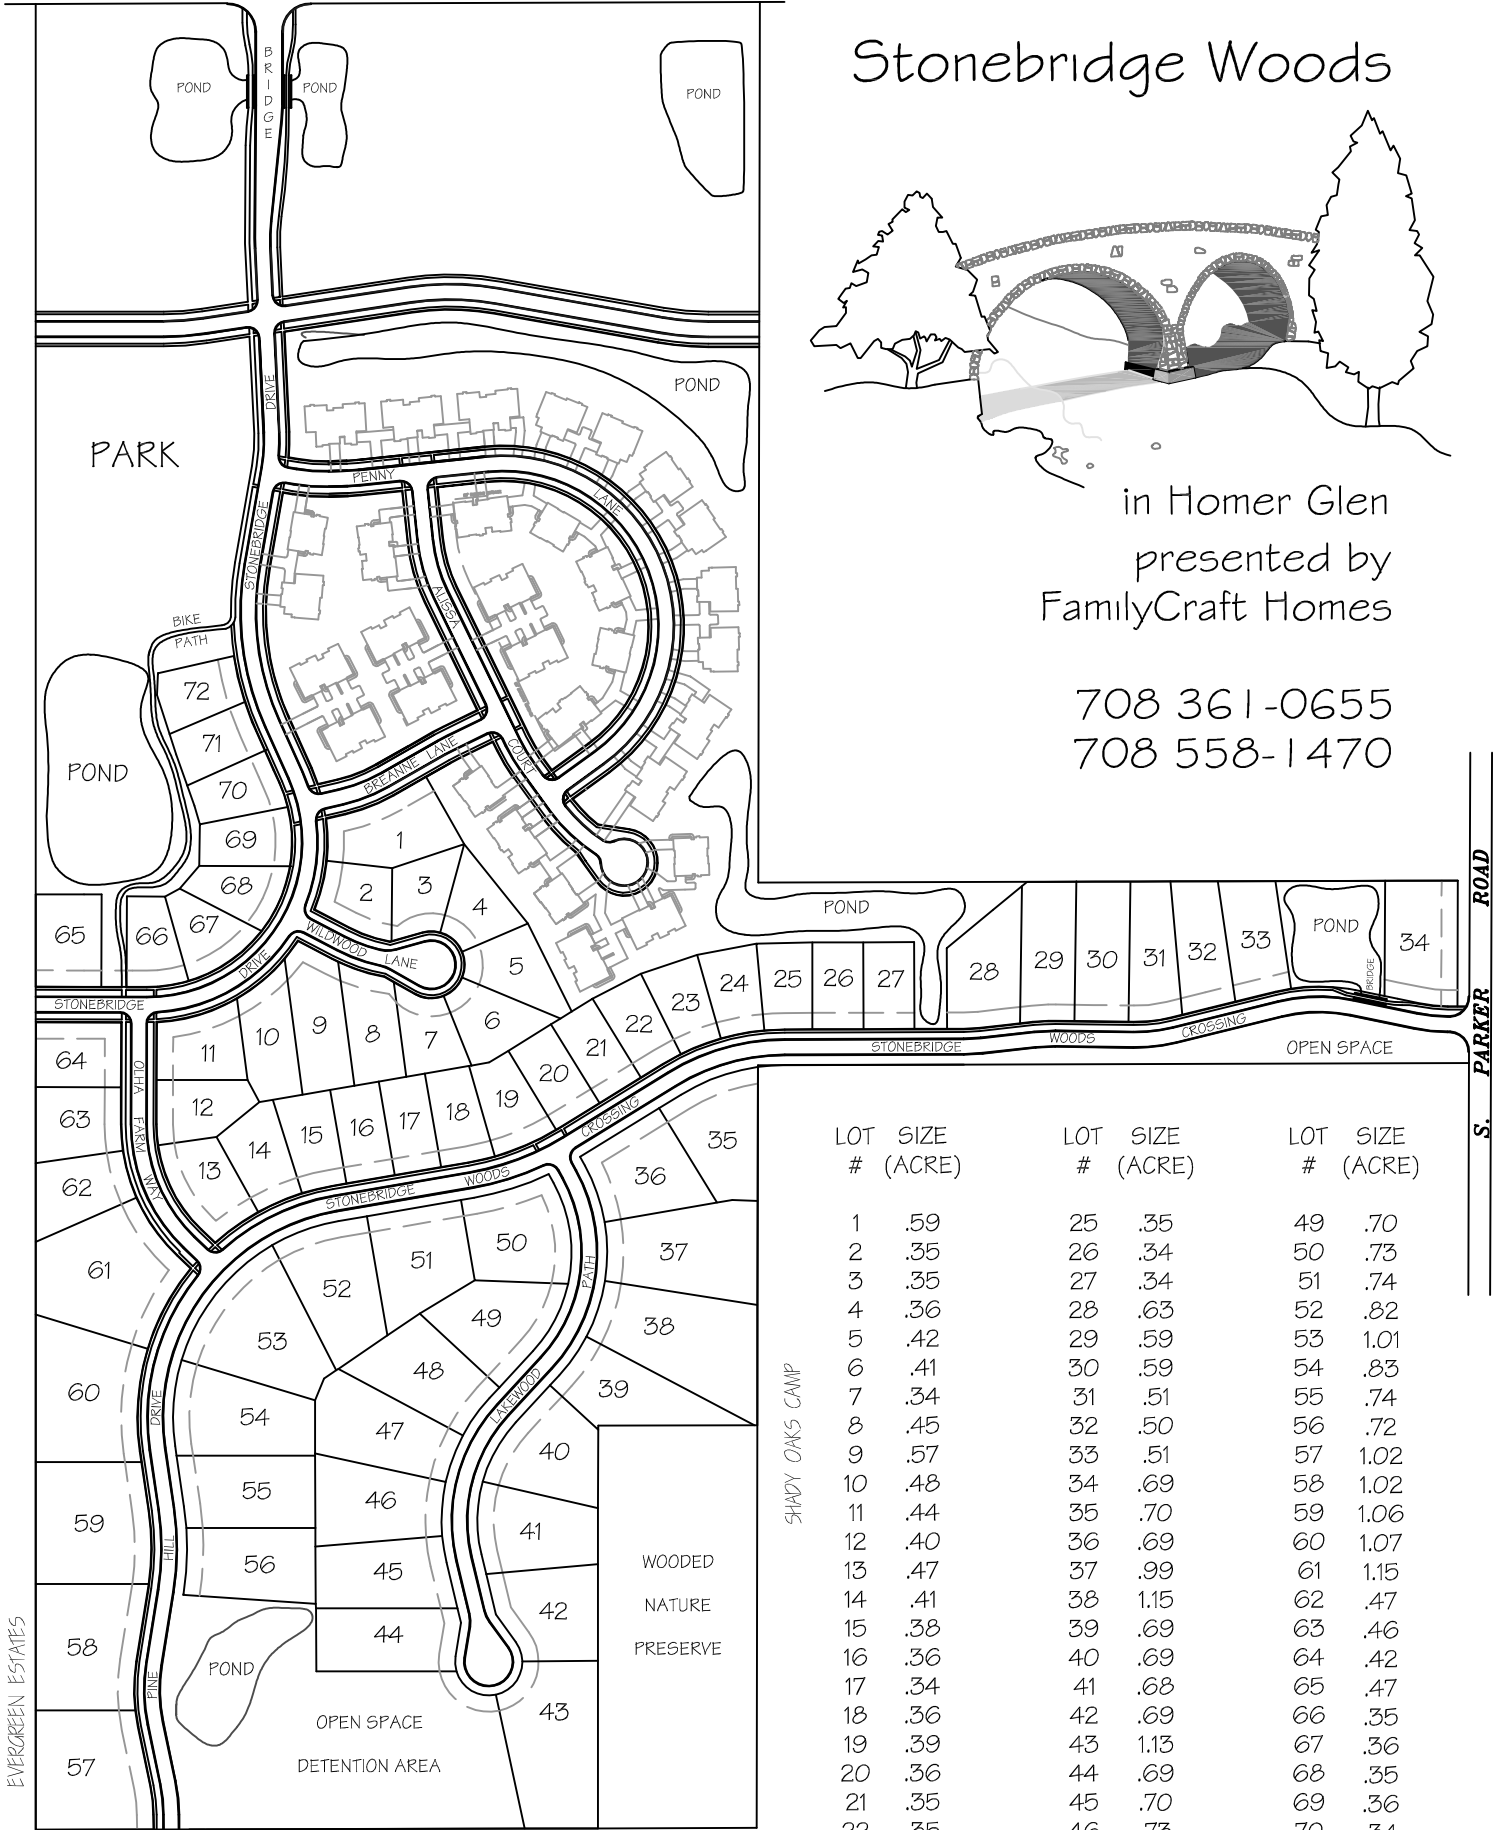 Stonebridge Woods
in Homer Glen
presented by
FamilyCraft Homes
708 361-0655
708 558-1470
BRIDGE
POND
POND
POND
POND
PARK
DRIVE
PENNY
LANE
STONEBRIDGE
ALISSA
COURT
BIKE
PATH
BREANNE LANE
72
71
70
69
68
67
66
65
POND
1
2
3
4
5
6
7
8
9
10
11
12
13
14
15
16
17
18
19
20
21
22
23
24
25
26
27
28
29
30
31
32
33
34
POND
POND
BRIDGE
WILDWOOD LANE
STONEBRIDGE DRIVE
OLHA FARM WAY
STONEBRIDGE WOODS CROSSING
STONEBRIDGE WOODS CROSSING
OPEN SPACE
S. PARKER ROAD
64
63
62
61
60
59
58
57
35
36
37
38
39
40
41
42
43
44
45
46
47
48
49
50
51
52
53
54
55
56
LAKEWOOD PATH
PINE HILL DRIVE
POND
OPEN SPACE
DETENTION AREA
WOODED
NATURE
PRESERVE
EVERGREEN ESTATES
SHADY OAKS CAMP
LOT SIZE LOT SIZE LOT SIZE
# (ACRE) # (ACRE) # (ACRE)
1 .59 25 .35 49 .70
2 .35 26 .34 50 .73
3 .35 27 .34 51 .74
4 .36 28 .63 52 .82
5 .42 29 .59 53 1.01
6 .41 30 .59 54 .83
7 .34 31 .51 55 .74
8 .45 32 .50 56 .72
9 .57 33 .51 57 1.02
10 .48 34 .69 58 1.02
11 .44 35 .70 59 1.06
12 .40 36 .69 60 1.07
13 .47 37 .99 61 1.15
14 .41 38 1.15 62 .47
15 .38 39 .69 63 .46
16 .36 40 .69 64 .42
17 .34 41 .68 65 .47
18 .36 42 .69 66 .35
19 .39 43 1.13 67 .36
20 .36 44 .69 68 .35
21 .35 45 .70 69 .36